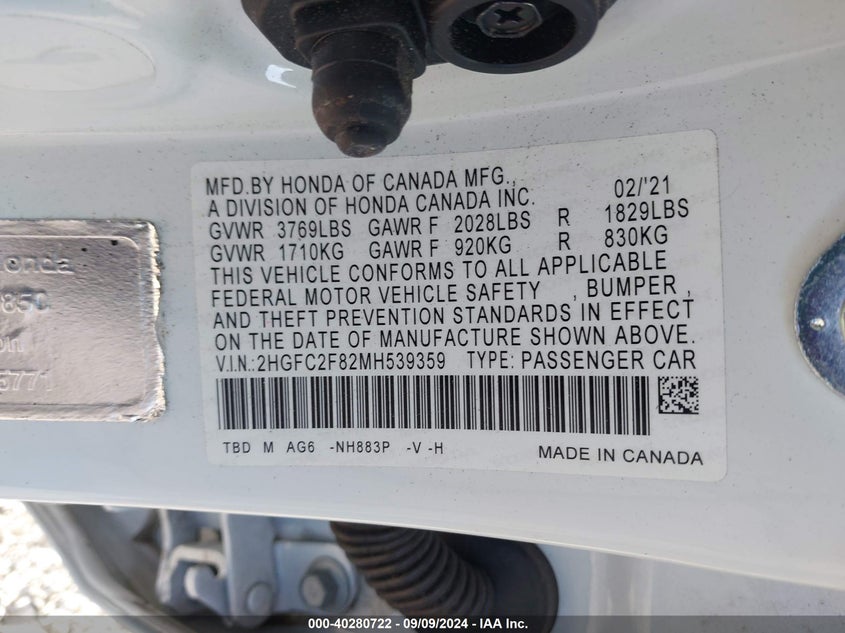 MFD.BY HONDA OF CANADA MFG., 02/'21
A DIVISION OF HONDA CANADA INC.
GVWR 3769LBS GAWR F 2028LBS R 1829LBS
GVWR 1710KG GAWR F 920KG R 830KG
THIS VEHICLE CONFORMS TO ALL APPLICABLE
FEDERAL MOTOR VEHICLE SAFETY , BUMPER ,
AND THEFT PREVENTION STANDARDS IN EFFECT
ON THE DATE OF MANUFACTURE SHOWN ABOVE.
V.I.N.:2HGFC2F82MH539359 TYPE: PASSENGER CAR
TBD M AG6 -NH883P -V -H MADE IN CANADA
000-40280722 - 09/09/2024 - IAA Inc.